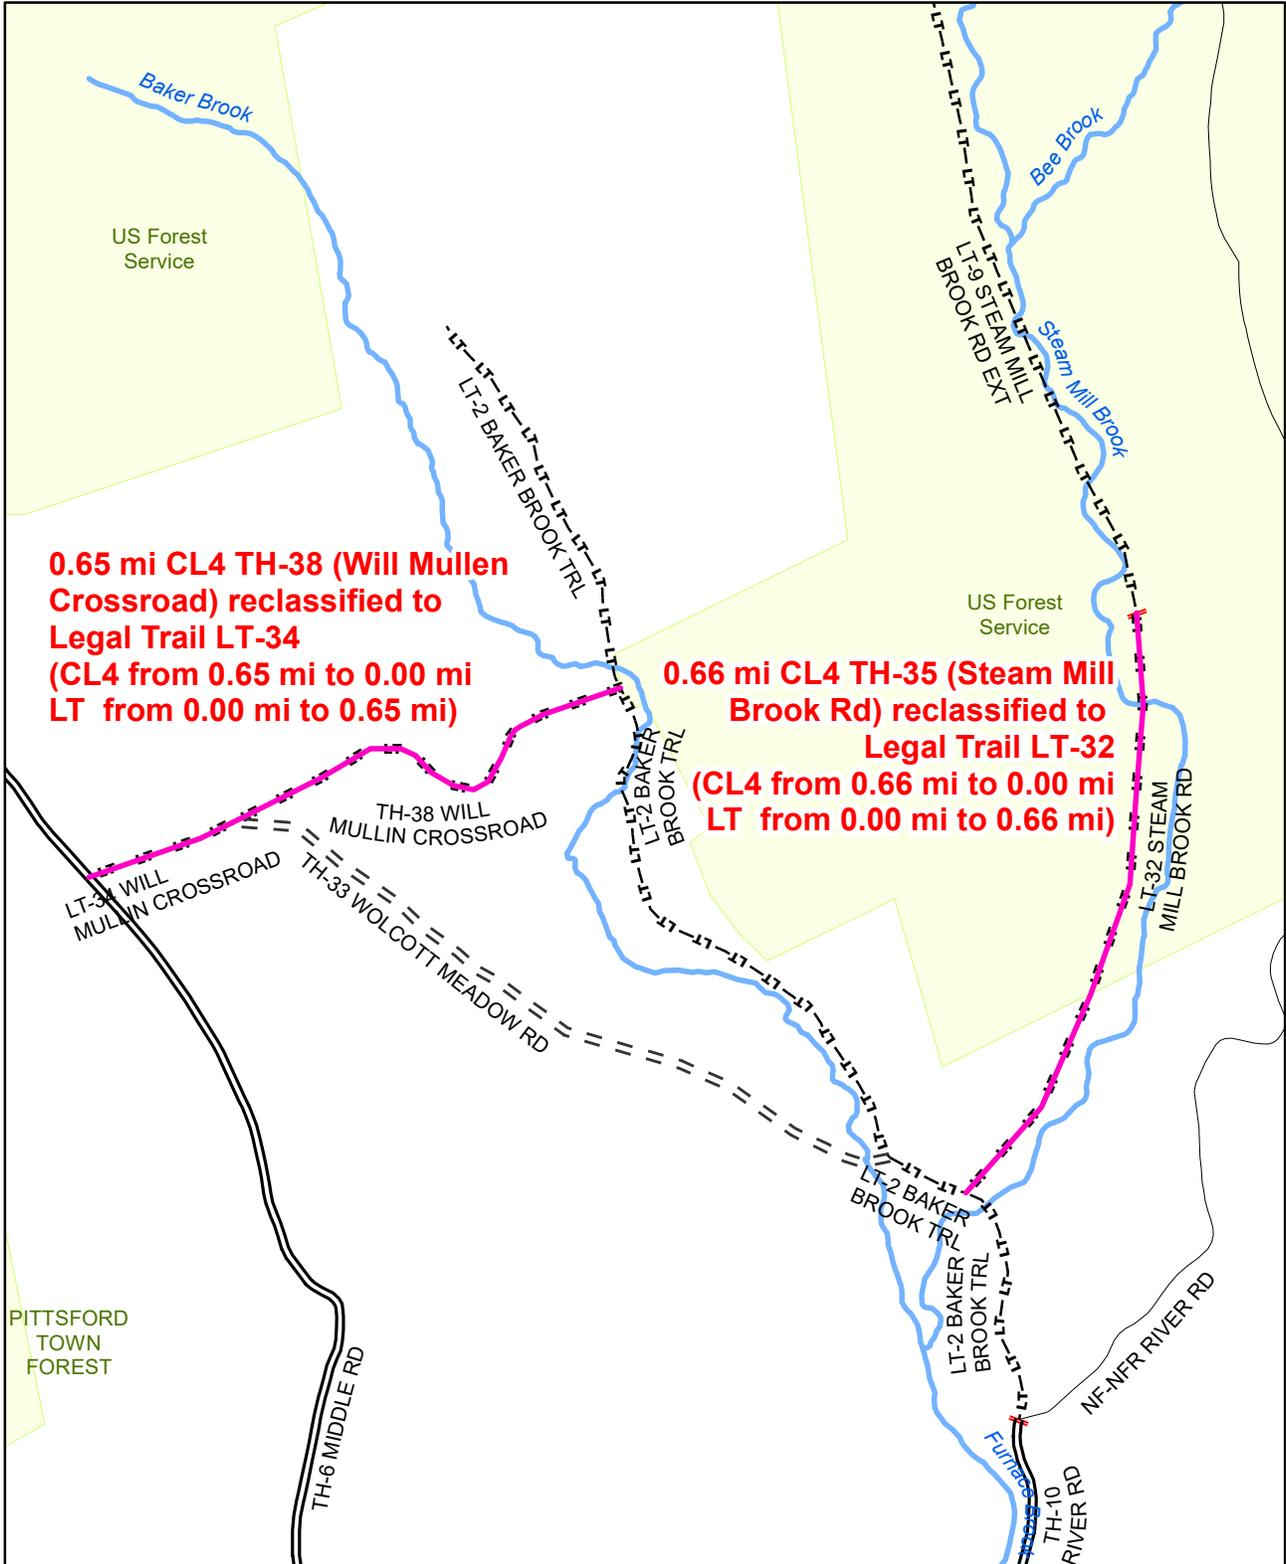 Baker Brook
Bee Brook
US Forest
Service
LT-9 STEAM MILL
BROOK RD EXT
Steam Mill Brook
LT-2 BAKER BROOK TRL
0.65 mi CL4 TH-38 (Will Mullen
Crossroad) reclassified to
Legal Trail LT-34
(CL4 from 0.65 mi to 0.00 mi
LT from 0.00 mi to 0.65 mi)
US Forest
Service
0.66 mi CL4 TH-35 (Steam Mill
Brook Rd) reclassified to
Legal Trail LT-32
(CL4 from 0.66 mi to 0.00 mi
LT from 0.00 mi to 0.66 mi)
LT-2 BAKER
BROOK TRL
TH-38 WILL
MULLIN CROSSROAD
LT-34 WILL
MULLIN CROSSROAD
TH-33 WOLCOTT MEADOW RD
LT-32 STEAM
MILL BROOK RD
LT-2 BAKER
BROOK TRL
LT-2 BAKER
BROOK TRL
NF-NFR RIVER RD
PITTSFORD
TOWN
FOREST
TH-6 MIDDLE RD
Furnace Brook
TH-10
RIVER RD